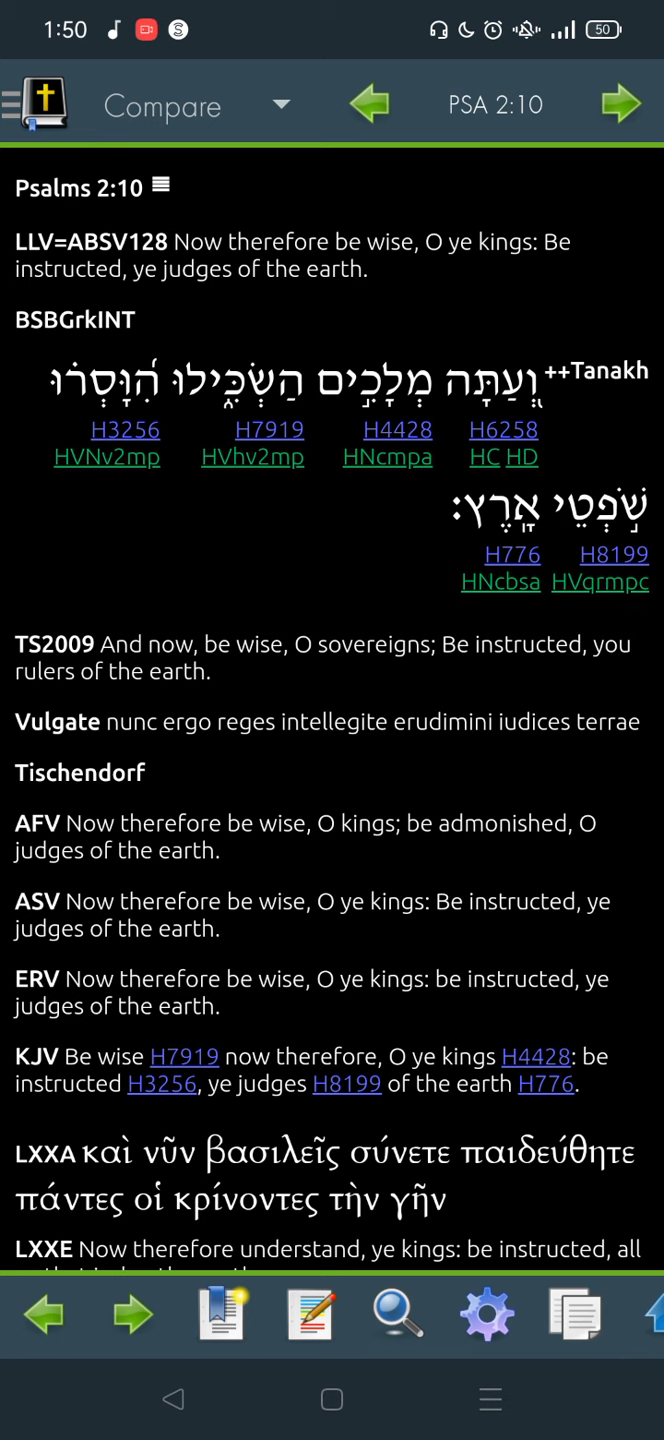 1:50
50
Compare
PSA 2:10
Psalms 2:10
LLV=ABSV128 Now therefore be wise, O ye kings: Be
instructed, ye judges of the earth.
BSBGrkINT
++Tanakh וְ֭עַתָּה מְלָכִ֣ים הַשְׂכִּ֑ילוּ הִ֝וָּסְר֗וּ
H3256 H7919 H4428 H6258
HVNv2mp HVhv2mp HNcmpa HC HD
שֹׁ֣פְטֵי אָֽרֶץ׃
H776 H8199
HNcbsa HVqrmpc
TS2009 And now, be wise, O sovereigns; Be instructed, you
rulers of the earth.
Vulgate nunc ergo reges intellegite erudimini iudices terrae
Tischendorf
AFV Now therefore be wise, O kings; be admonished, O
judges of the earth.
ASV Now therefore be wise, O ye kings: Be instructed, ye
judges of the earth.
ERV Now therefore be wise, O ye kings: be instructed, ye
judges of the earth.
KJV Be wise H7919 now therefore, O ye kings H4428: be
instructed H3256, ye judges H8199 of the earth H776.
LXXA καὶ νῦν βασιλεῖς σύνετε παιδεύθητε
πάντες οἱ κρίνοντες τὴν γῆν
LXXE Now therefore understand, ye kings: be instructed, all